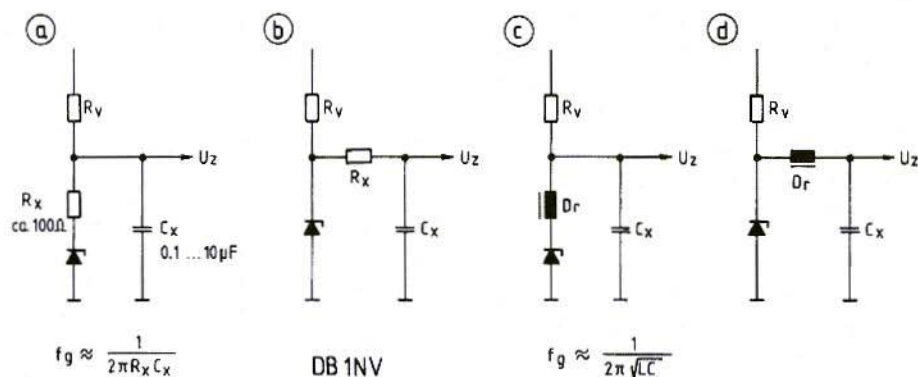 a
b
c
d
Rv
Rv
Rv
Rv
Uz
Uz
Uz
Uz
Rx
Dr
Rx
ca. 100Ω
Dr
Cx
Cx
Cx
Cx
0.1 ... 10µF
fg ≈ 1 / 2πRxCx
DB 1NV
fg ≈ 1 / 2π√LC